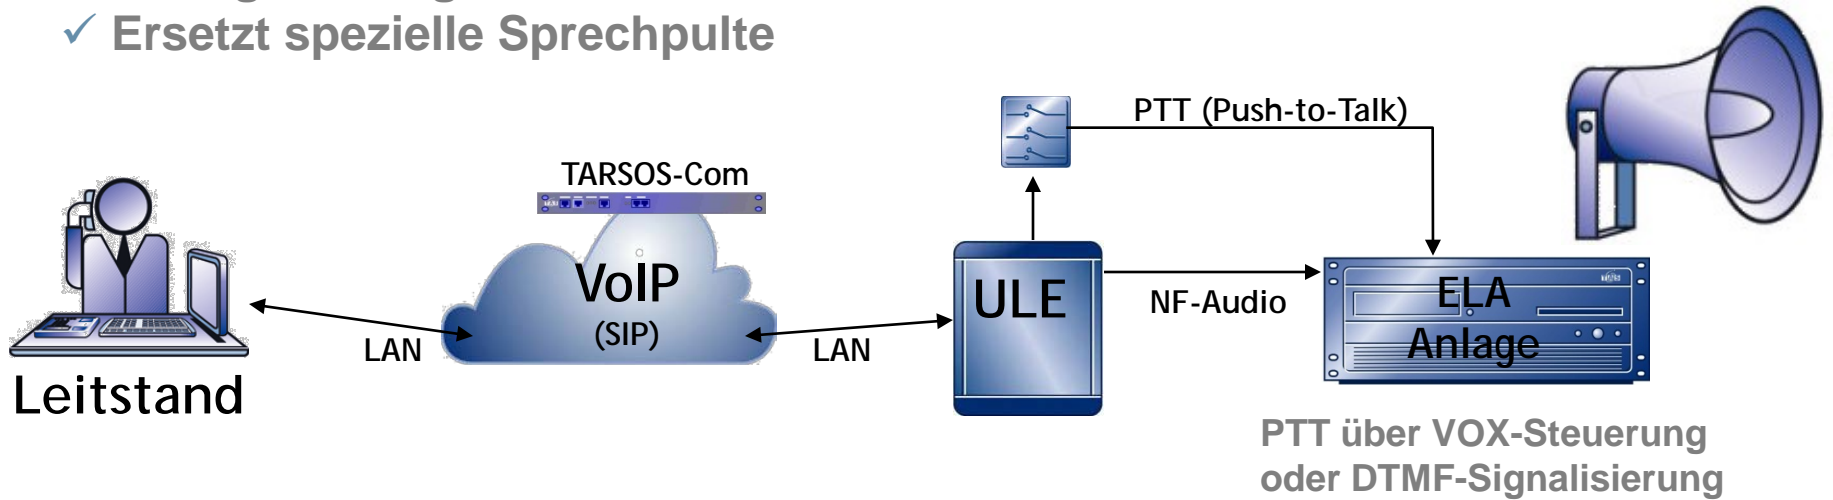 ✓ Ersetzt spezielle Sprechpulte
PTT (Push-to-Talk)
TARSOS-Com
VoIP
(SIP)
ULE
NF-Audio
ELA
Anlage
LAN
LAN
Leitstand
PTT über VOX-Steuerung
oder DTMF-Signalisierung